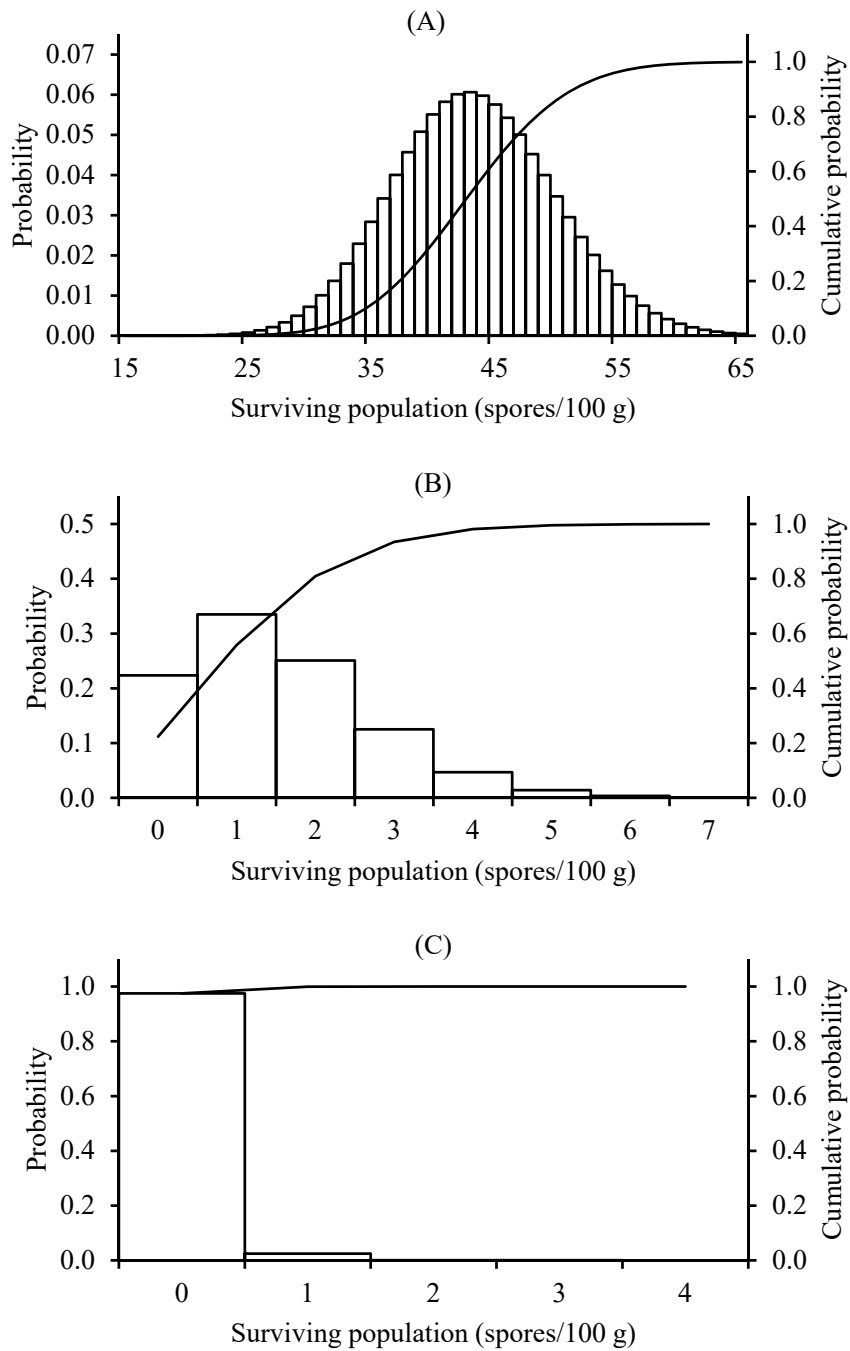 (A)
0.07
0.06
0.05
0.04
0.03
0.02
0.01
0.00
Probability
1.0
0.8
0.6
0.4
0.2
0.0
Cumulative probability
15 25 35 45 55 65
Surviving population (spores/100 g)
(B)
0.5
0.4
0.3
0.2
0.1
0.0
Probability
1.0
0.8
0.6
0.4
0.2
0.0
Cumulative probability
0 1 2 3 4 5 6 7
Surviving population (spores/100 g)
(C)
1.0
0.8
0.6
0.4
0.2
0.0
Probability
1.0
0.8
0.6
0.4
0.2
0.0
Cumulative probability
0 1 2 3 4
Surviving population (spores/100 g)